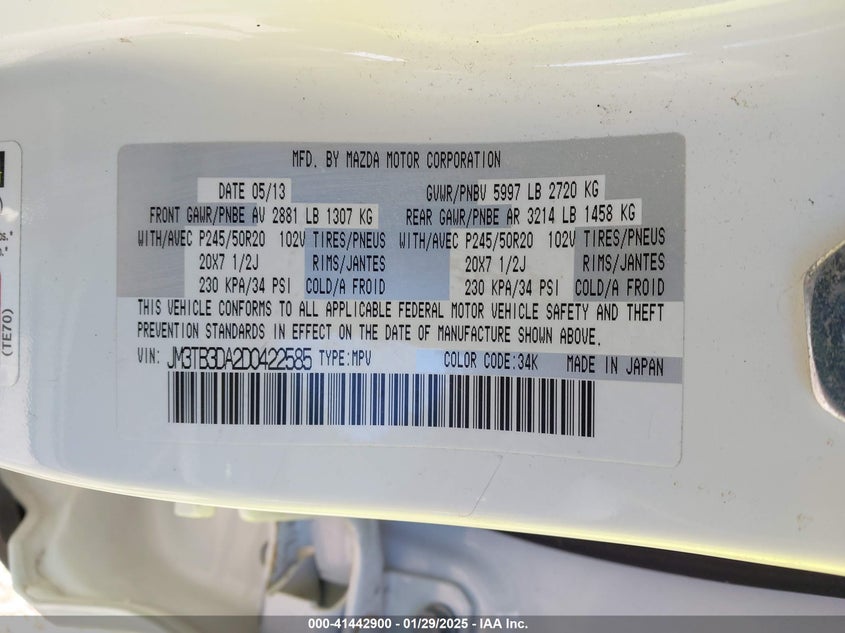 MFD. BY MAZDA MOTOR CORPORATION
DATE 05/13 GVWR/PNBV 5997 LB 2720 KG
FRONT GAWR/PNBE AV 2881 LB 1307 KG REAR GAWR/PNBE AR 3214 LB 1458 KG
WITH/AVEC P245/50R20 102V TIRES/PNEUS WITH/AVEC P245/50R20 102V TIRES/PNEUS
20X7 1/2J RIMS/JANTES 20X7 1/2J RIMS/JANTES
230 KPA/34 PSI COLD/A FROID 230 KPA/34 PSI COLD/A FROID
THIS VEHICLE CONFORMS TO ALL APPLICABLE FEDERAL MOTOR VEHICLE SAFETY AND THEFT
PREVENTION STANDARDS IN EFFECT ON THE DATE OF MANUFACTURE SHOWN ABOVE.
VIN: JM3TB3DA2D0422585 TYPE:MPV COLOR CODE:34K MADE IN JAPAN
(TE70)
000-41442900 - 01/29/2025 - IAA Inc.